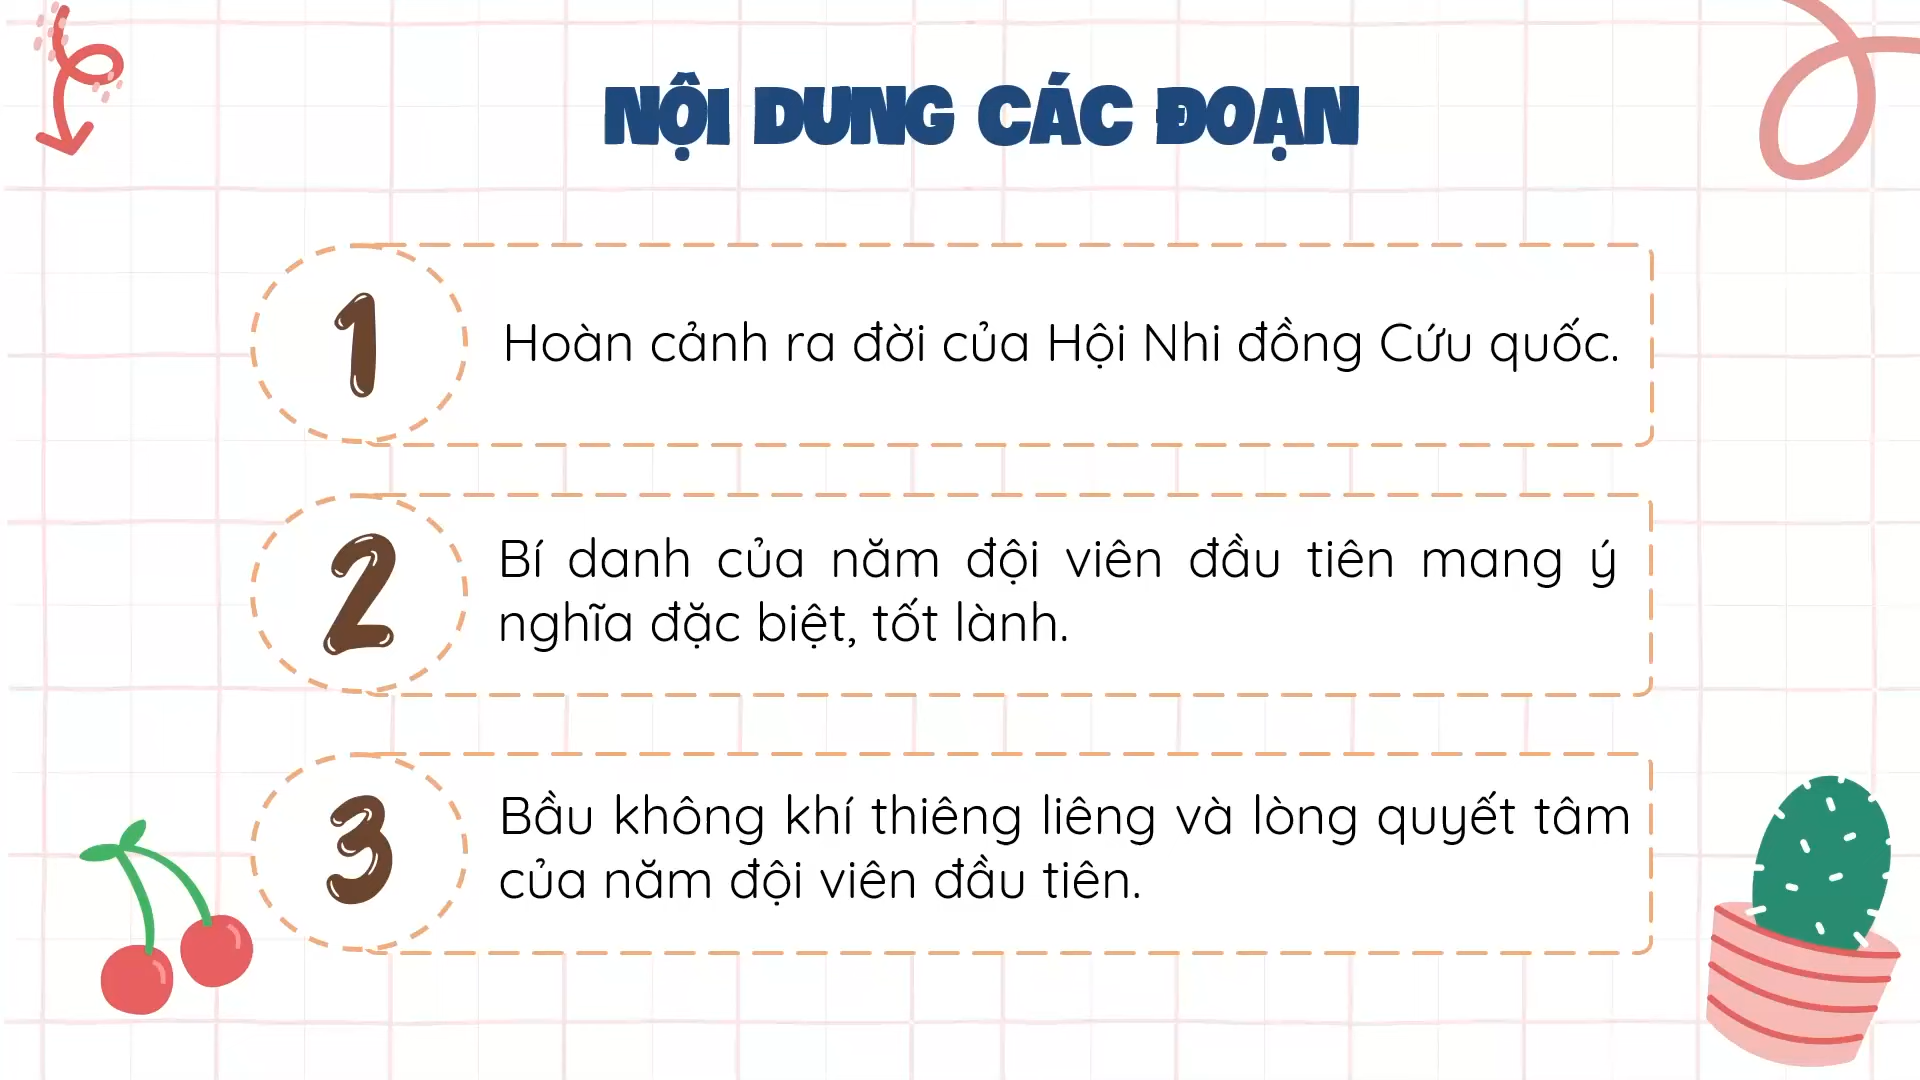 NỘI DUNG CÁC ĐOẠN
1
Hoàn cảnh ra đời của Hội Nhi đồng Cứu quốc.
2
Bí danh của năm đội viên đầu tiên mang ý
nghĩa đặc biệt, tốt lành.
3
Bầu không khí thiêng liêng và lòng quyết tâm
của năm đội viên đầu tiên.